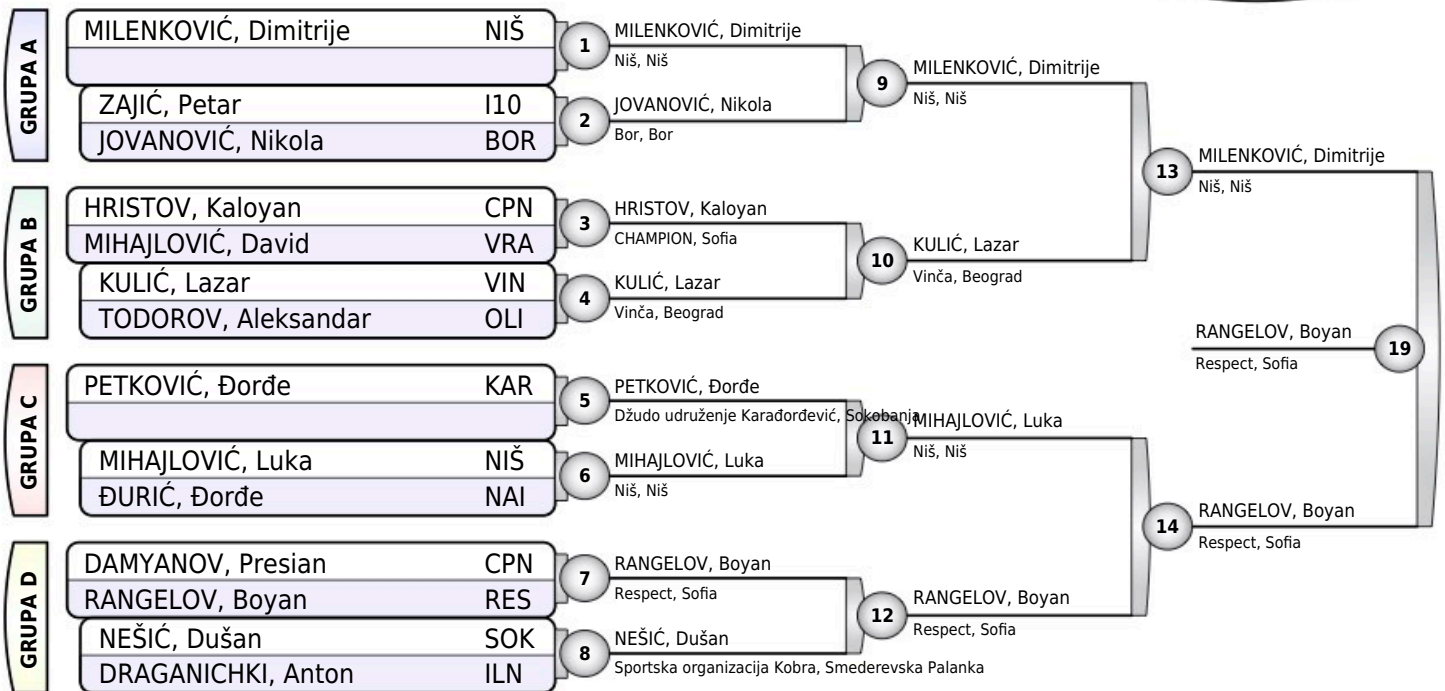 GRUPA A
MILENKOVIĆ, Dimitrije NIŠ
ZAJIĆ, Petar I10
JOVANOVIĆ, Nikola BOR
GRUPA B
HRISTOV, Kaloyan CPN
MIHAJLOVIĆ, David VRA
KULIĆ, Lazar VIN
TODOROV, Aleksandar OLI
GRUPA C
PETKOVIĆ, Đorđe KAR
MIHAJLOVIĆ, Luka NIŠ
ĐURIĆ, Đorđe NAI
GRUPA D
DAMYANOV, Presian CPN
RANGELOV, Boyan RES
NEŠIĆ, Dušan SOK
DRAGANICHKI, Anton ILN
1
MILENKOVIĆ, Dimitrije
Niš, Niš
2
JOVANOVIĆ, Nikola
Bor, Bor
3
HRISTOV, Kaloyan
CHAMPION, Sofia
4
KULIĆ, Lazar
Vinča, Beograd
5
PETKOVIĆ, Đorđe
Džudo udruženje Karađorđević, Sokobanja
6
MIHAJLOVIĆ, Luka
Niš, Niš
7
RANGELOV, Boyan
Respect, Sofia
8
NEŠIĆ, Dušan
Sportska organizacija Kobra, Smederevska Palanka
9
MILENKOVIĆ, Dimitrije
Niš, Niš
10
KULIĆ, Lazar
Vinča, Beograd
11
MIHAJLOVIĆ, Luka
Niš, Niš
12
RANGELOV, Boyan
Respect, Sofia
13
MILENKOVIĆ, Dimitrije
Niš, Niš
14
RANGELOV, Boyan
Respect, Sofia
RANGELOV, Boyan
Respect, Sofia
19